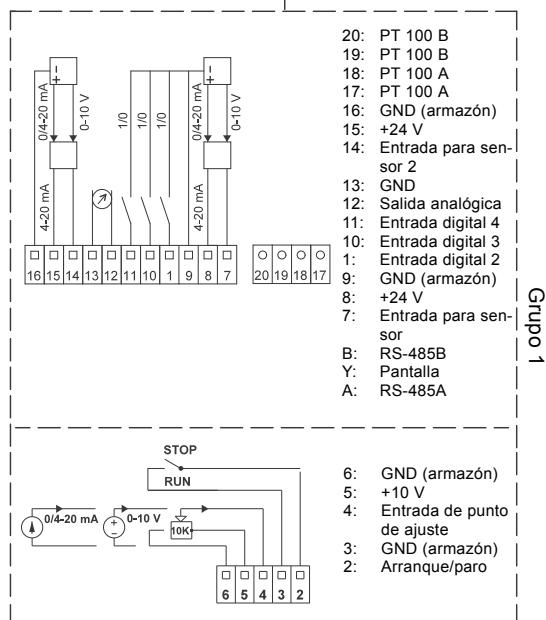 0/4-20 mA
0-10 V
1/0
1/0
1/0
0/4-20 mA
0-10 V
4-20 mA
4-20 mA
16 15 14 13 12 11 10 1 9 8 7
20 19 18 17
20: PT 100 B
19: PT 100 B
18: PT 100 A
17: PT 100 A
16: GND (armazón)
15: +24 V
14: Entrada para sen-
sor 2
13: GND
12: Salida analógica
11: Entrada digital 4
10: Entrada digital 3
1: Entrada digital 2
9: GND (armazón)
8: +24 V
7: Entrada para sen-
sor
B: RS-485B
Y: Pantalla
A: RS-485A
Grupo 1
STOP
RUN
0/4-20 mA
0-10 V
10K
6 5 4 3 2
6: GND (armazón)
5: +10 V
4: Entrada de punto
de ajuste
3: GND (armazón)
2: Arranque/paro